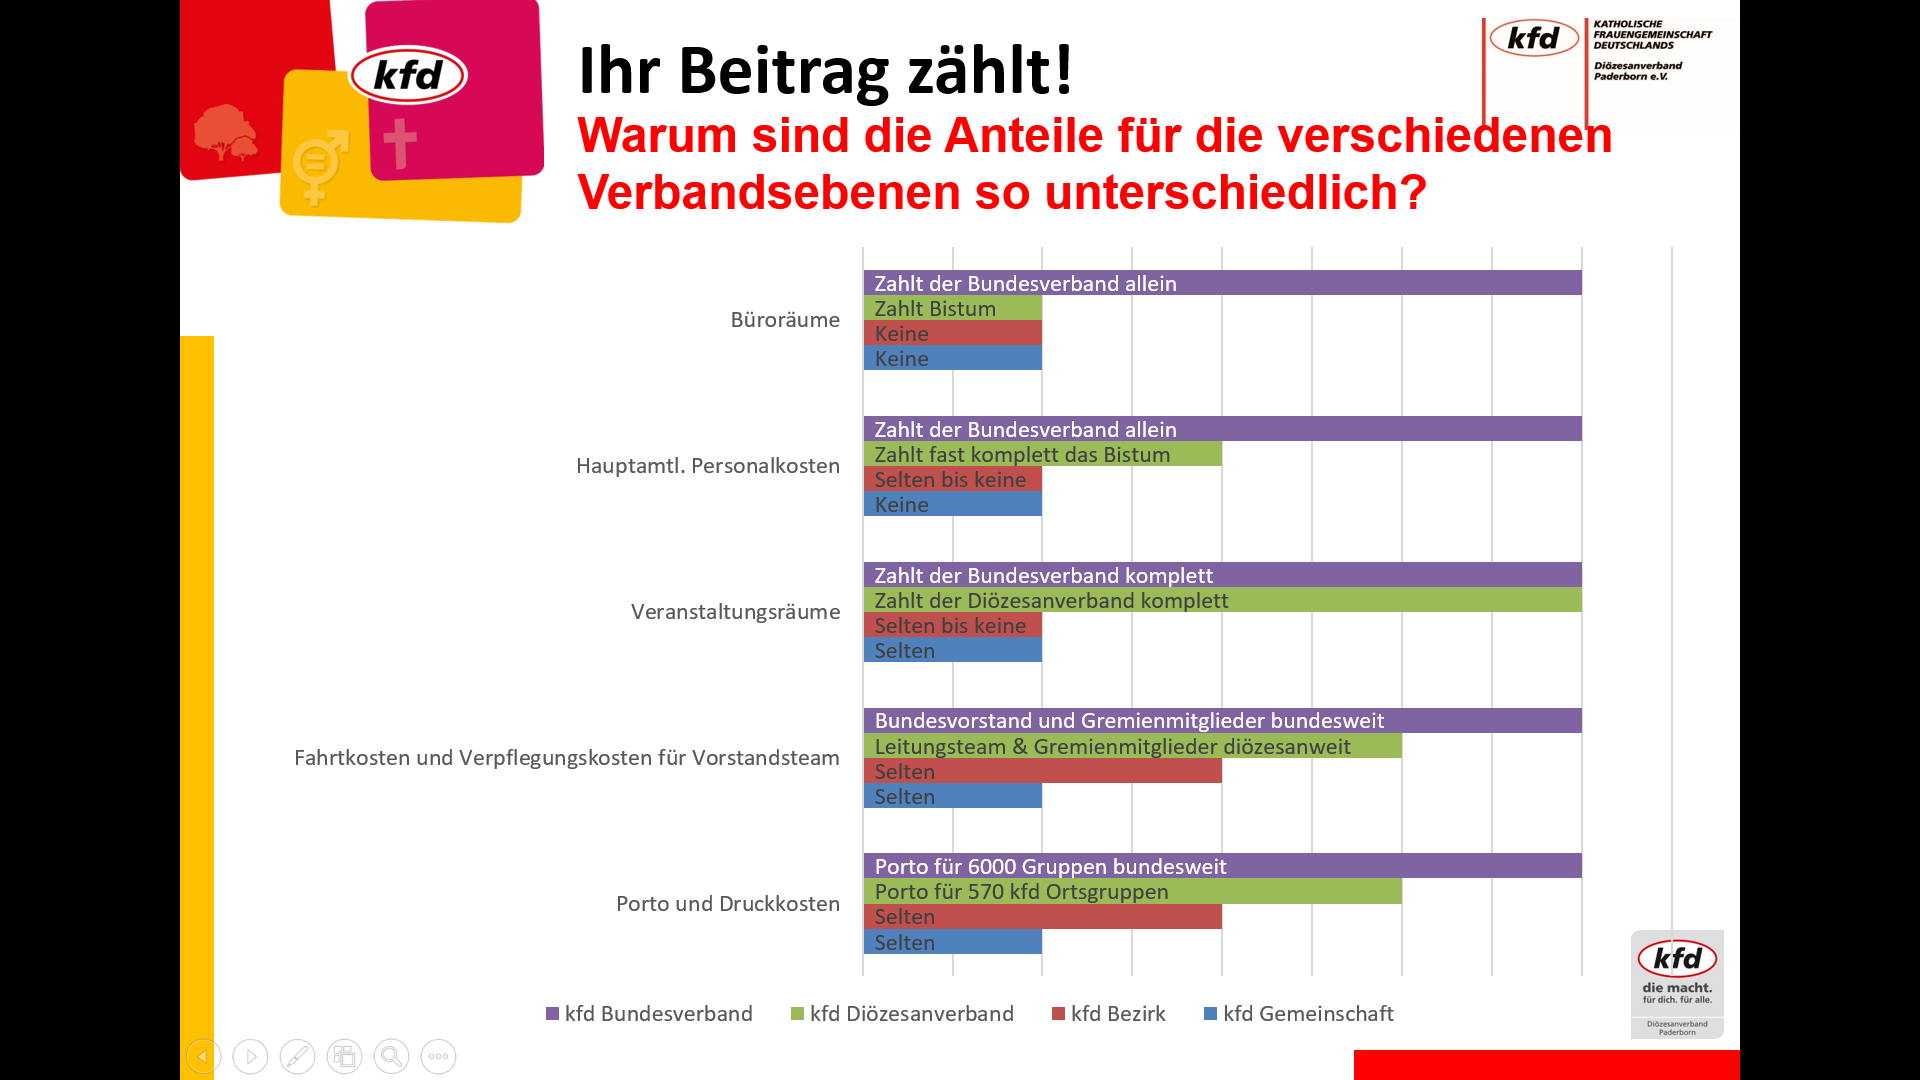 kfd
Ihr Beitrag zählt!
kfd
KATHOLISCHE
FRAUENGEMEINSCHAFT
DEUTSCHLANDS
Diözesanverband
Paderborn e.V.
Warum sind die Anteile für die verschiedenen
Verbandsebenen so unterschiedlich?
Büroräume
Zahlt der Bundesverband allein
Zahlt Bistum
Keine
Keine
Hauptamtl. Personalkosten
Zahlt der Bundesverband allein
Zahlt fast komplett das Bistum
Selten bis keine
Keine
Veranstaltungsräume
Zahlt der Bundesverband komplett
Zahlt der Diözesanverband komplett
Selten bis keine
Selten
Fahrtkosten und Verpflegungskosten für Vorstandsteam
Bundesvorstand und Gremienmitglieder bundesweit
Leitungsteam & Gremienmitglieder diözesanweit
Selten
Selten
Porto und Druckkosten
Porto für 6000 Gruppen bundesweit
Porto für 570 kfd Ortsgruppen
Selten
Selten
kfd Bundesverband kfd Diözesanverband kfd Bezirk kfd Gemeinschaft
kfd
die macht.
für dich. für alle.
Diözesanverband
Paderborn